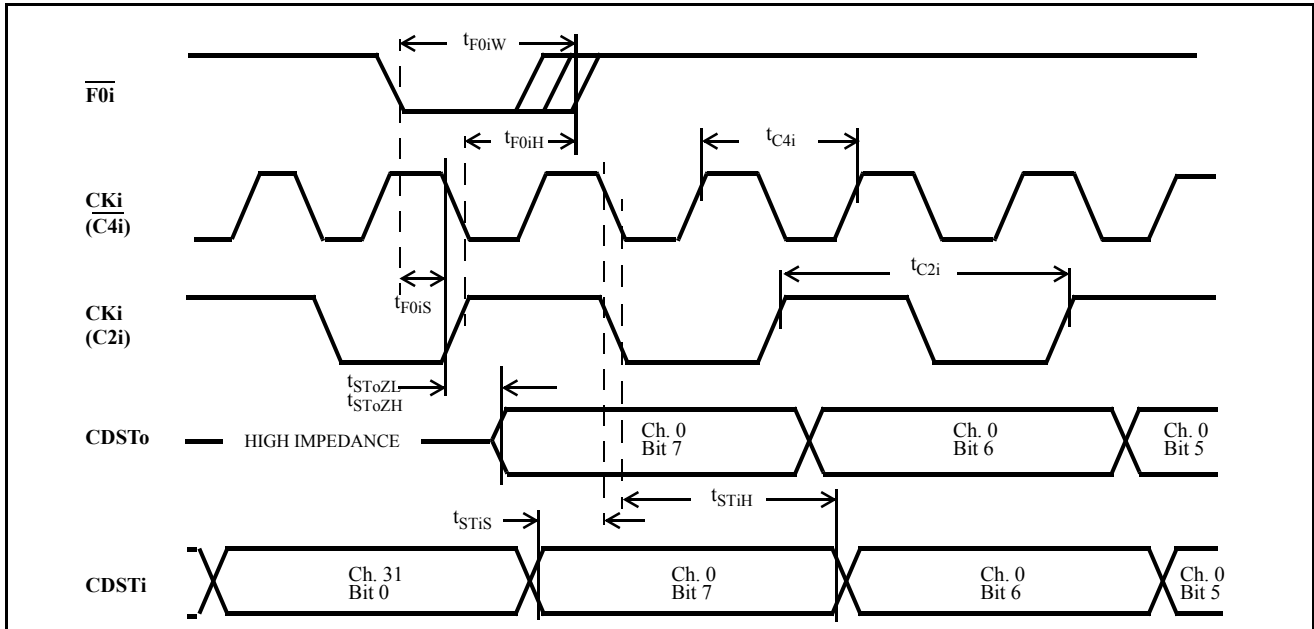 tF0iW
F0i
tF0iH
tC4i
CKi
(C4i)
tC2i
tF0iS
CKi
(C2i)
tSToZL
tSToZH
CDSTo
HIGH IMPEDANCE
Ch. 0
Bit 7
Ch. 0
Bit 6
Ch. 0
Bit 5
tSTiH
tSTiS
CDSTi
Ch. 31
Bit 0
Ch. 0
Bit 7
Ch. 0
Bit 6
Ch. 0
Bit 5